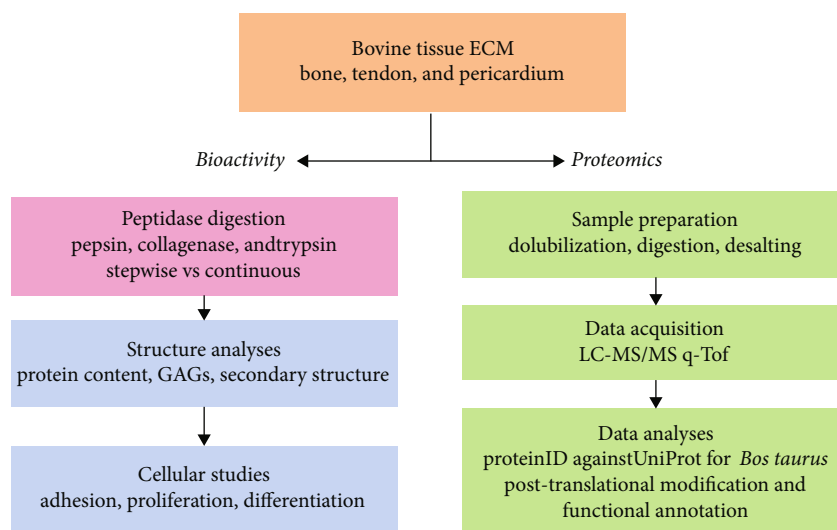 Bovine tissue ECM
bone, tendon, and pericardium
Bioactivity
Proteomics
Peptidase digestion
pepsin, collagenase, andtrypsin
stepwise vs continuous
Structure analyses
protein content, GAGs, secondary structure
Cellular studies
adhesion, proliferation, differentiation
Sample preparation
dolubilization, digestion, desalting
Data acquisition
LC-MS/MS q-Tof
Data analyses
proteinID againstUniProt for Bos taurus
post-translational modification and
functional annotation